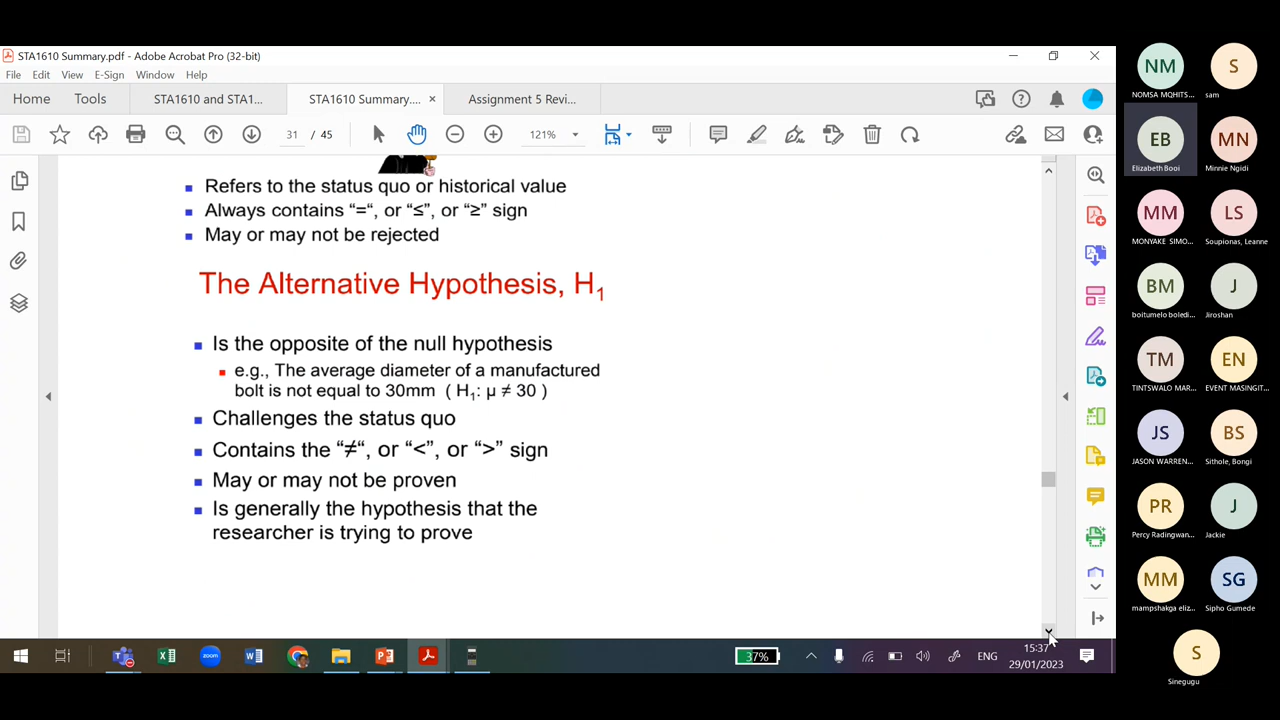 STA1610 Summary.pdf - Adobe Acrobat Pro (32-bit)
File Edit View E-Sign Window Help
Home Tools STA1610 and STA1... STA1610 Summary.... × Assignment 5 Revi...
31 / 45 121%
▪ Refers to the status quo or historical value
▪ Always contains “=“, or “≤”, or “≥” sign
▪ May or may not be rejected
The Alternative Hypothesis, H1
▪ Is the opposite of the null hypothesis
▪ e.g., The average diameter of a manufactured
bolt is not equal to 30mm ( H1: μ ≠ 30 )
▪ Challenges the status quo
▪ Contains the “≠“, or “<”, or “>” sign
▪ May or may not be proven
▪ Is generally the hypothesis that the
researcher is trying to prove
37% ENG
15:37
29/01/2023
NM S
NOMSA MQHITS... sam
EB MN
Elizabeth Booi Minnie Ngidi
MM LS
MONYAKE SIMO... Soupionas, Leanne
BM J
boitumelo boledi... Jiroshan
TM EN
TINTSWALO MAR... EVENT MASINGIT...
JS BS
JASON WARREN... Sithole, Bongi
PR J
Percy Radingwan... Jackie
MM SG
mampshakga eliz... Sipho Gumede
S
Sinegugu